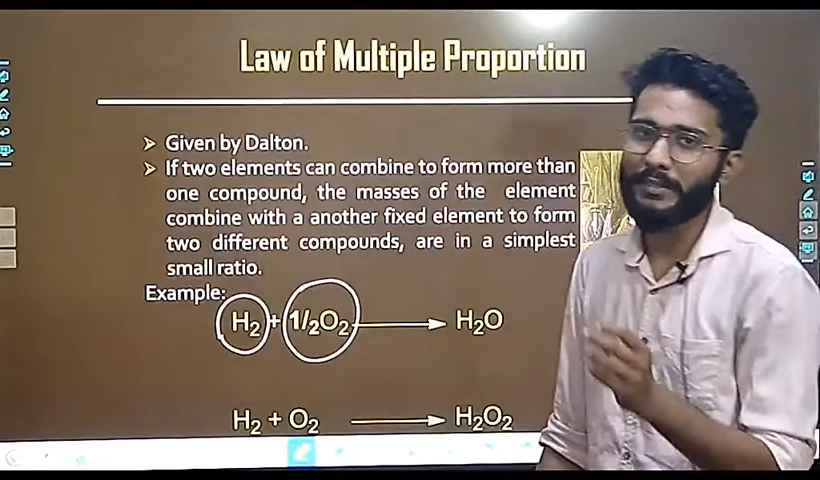 Law of Multiple Proportion
➢ Given by Dalton.
➢ If two elements can combine to form more than
one compound, the masses of the element
combine with a another fixed element to form
two different compounds, are in a simplest
small ratio.
Example:
H₂ + 1/₂O₂ ⟶ H₂O
H₂ + O₂ ⟶ H₂O₂